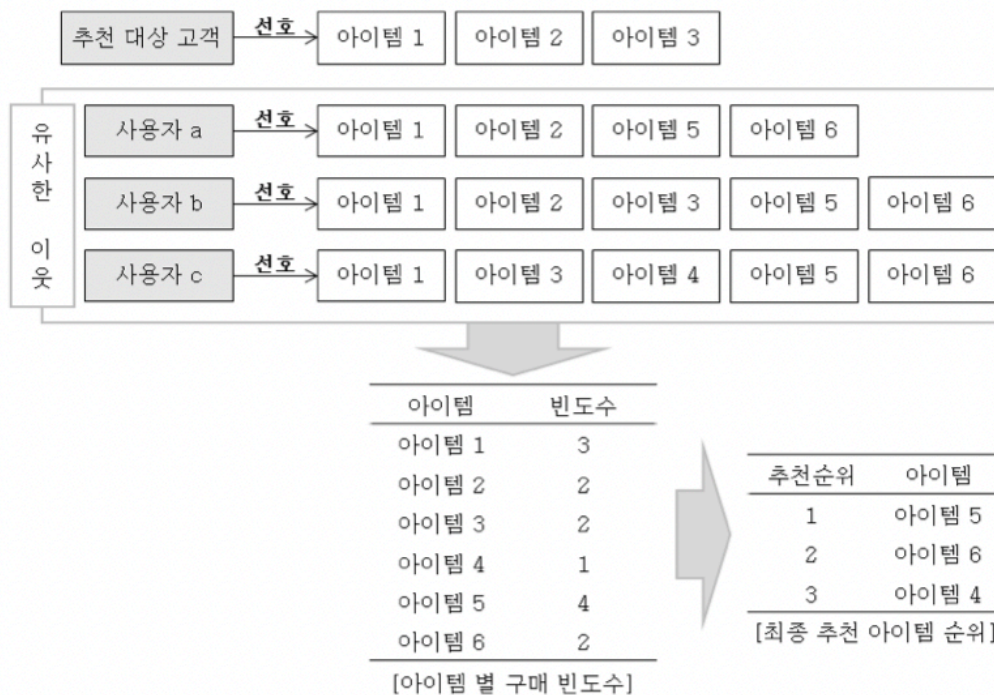 추천 대상 고객 선호 아이템 1 아이템 2 아이템 3
유사한 이웃
사용자 a 선호 아이템 1 아이템 2 아이템 5 아이템 6
사용자 b 선호 아이템 1 아이템 2 아이템 3 아이템 5 아이템 6
사용자 c 선호 아이템 1 아이템 3 아이템 4 아이템 5 아이템 6
아이템 빈도수
아이템 1 3
아이템 2 2
아이템 3 2
아이템 4 1
아이템 5 4
아이템 6 2
[아이템 별 구매 빈도수]
추천순위 아이템
1 아이템 5
2 아이템 6
3 아이템 4
[최종 추천 아이템 순위]